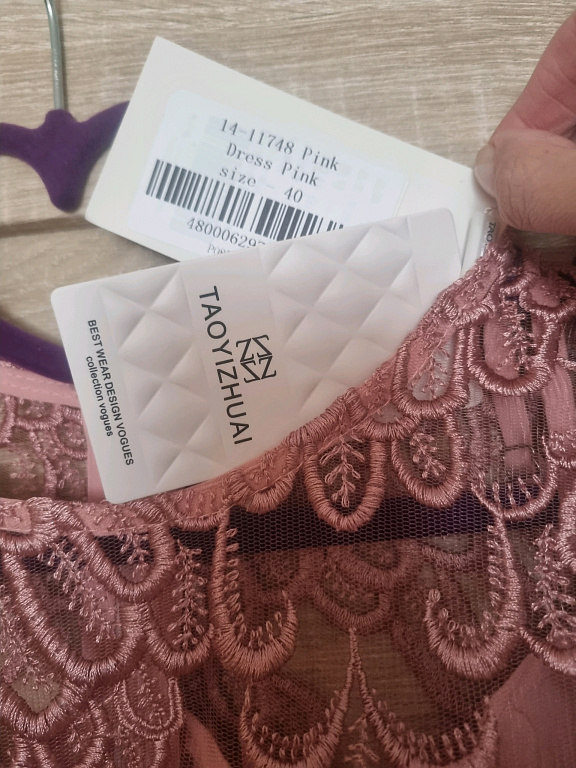 14-11748 Pink
Dress Pink
size - 40
TAOYIZHUAI
BEST WEAR DESIGN VOGUES
collection vogues